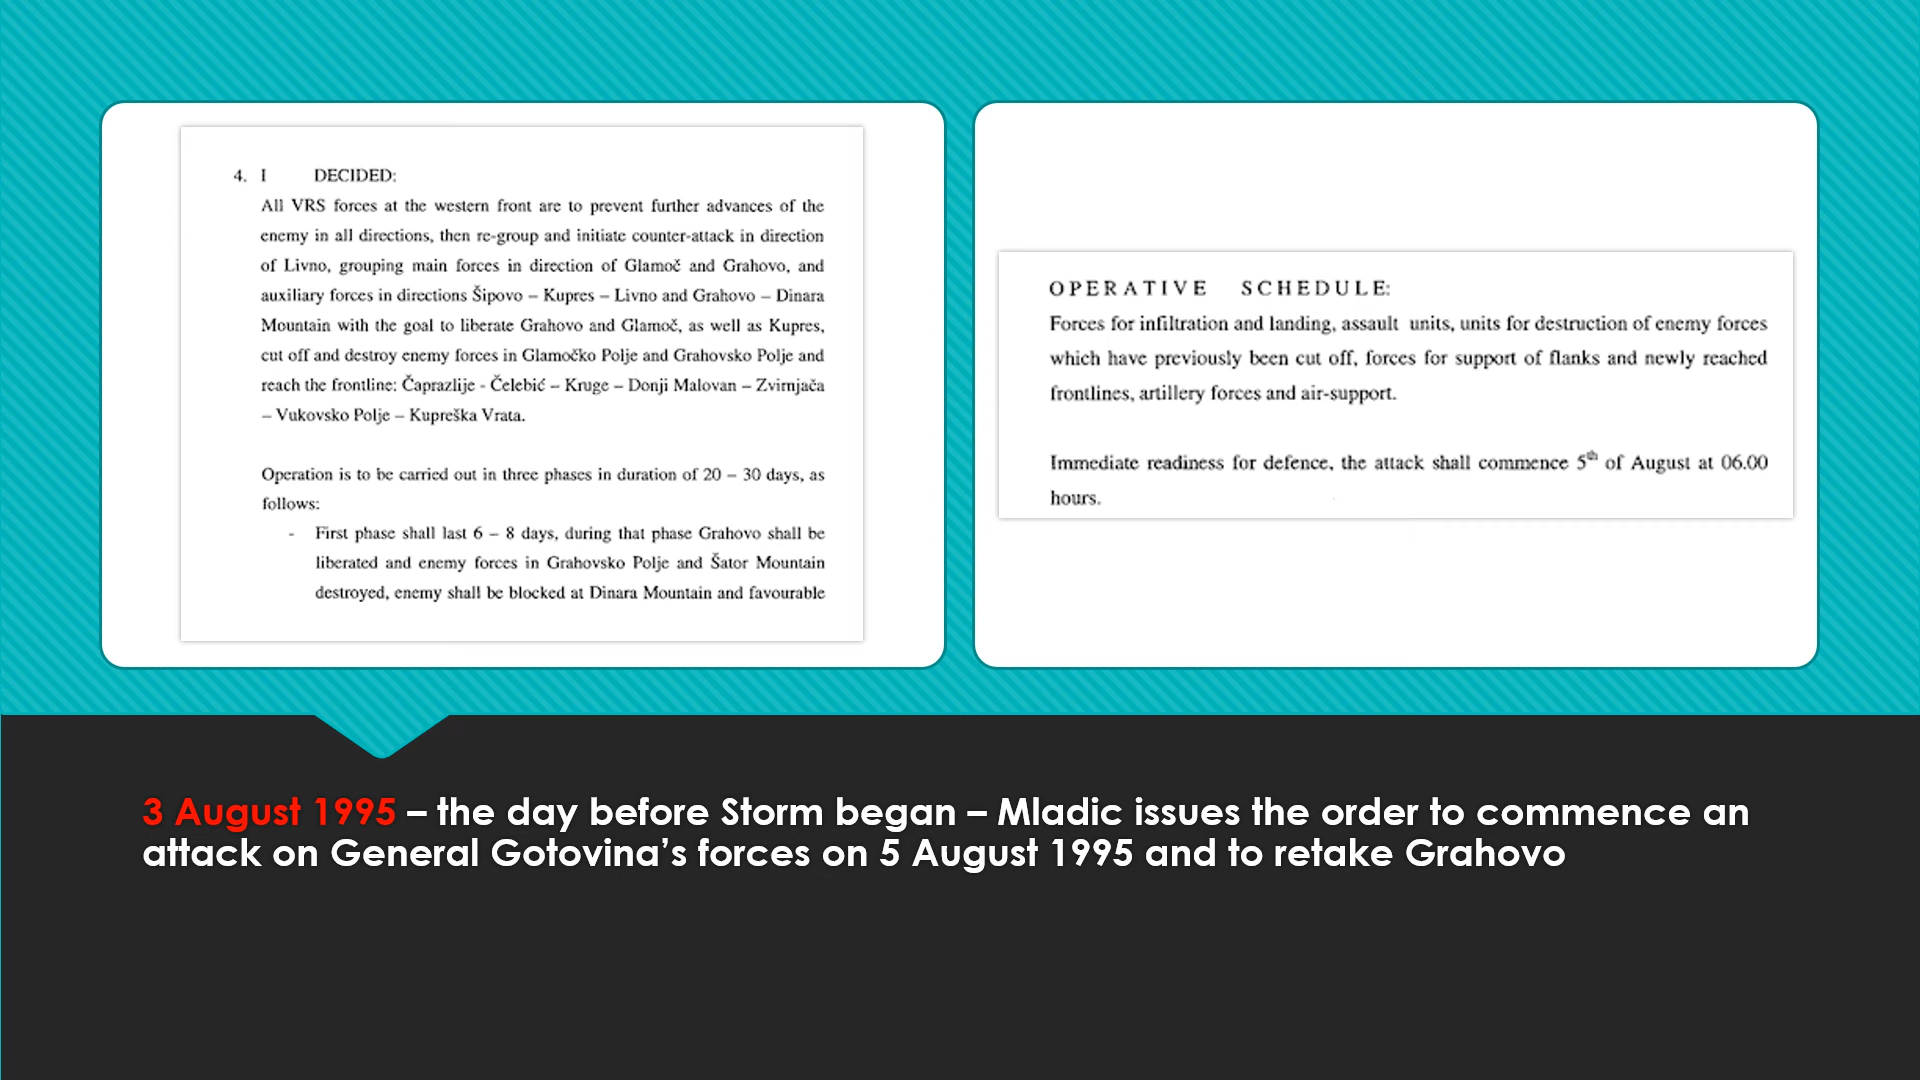 4. I DECIDED:
All VRS forces at the western front are to prevent further advances of the
enemy in all directions, then re-group and initiate counter-attack in direction
of Livno, grouping main forces in direction of Glamoč and Grahovo, and
auxiliary forces in directions Šipovo – Kupres – Livno and Grahovo – Dinara
Mountain with the goal to liberate Grahovo and Glamoč, as well as Kupres,
cut off and destroy enemy forces in Glamočko Polje and Grahovsko Polje and
reach the frontline: Čaprazlije - Čelebić – Kruge – Donji Malovan – Zvirnjača
– Vukovsko Polje – Kupreška Vrata.
Operation is to be carried out in three phases in duration of 20 – 30 days, as
follows:
- First phase shall last 6 – 8 days, during that phase Grahovo shall be
liberated and enemy forces in Grahovsko Polje and Šator Mountain
destroyed, enemy shall be blocked at Dinara Mountain and favourable
OPERATIVE SCHEDULE:
Forces for infiltration and landing, assault units, units for destruction of enemy forces
which have previously been cut off, forces for support of flanks and newly reached
frontlines, artillery forces and air-support.
Immediate readiness for defence, the attack shall commence 5th of August at 06.00
hours.
3 August 1995 – the day before Storm began – Mladic issues the order to commence an
attack on General Gotovina’s forces on 5 August 1995 and to retake Grahovo